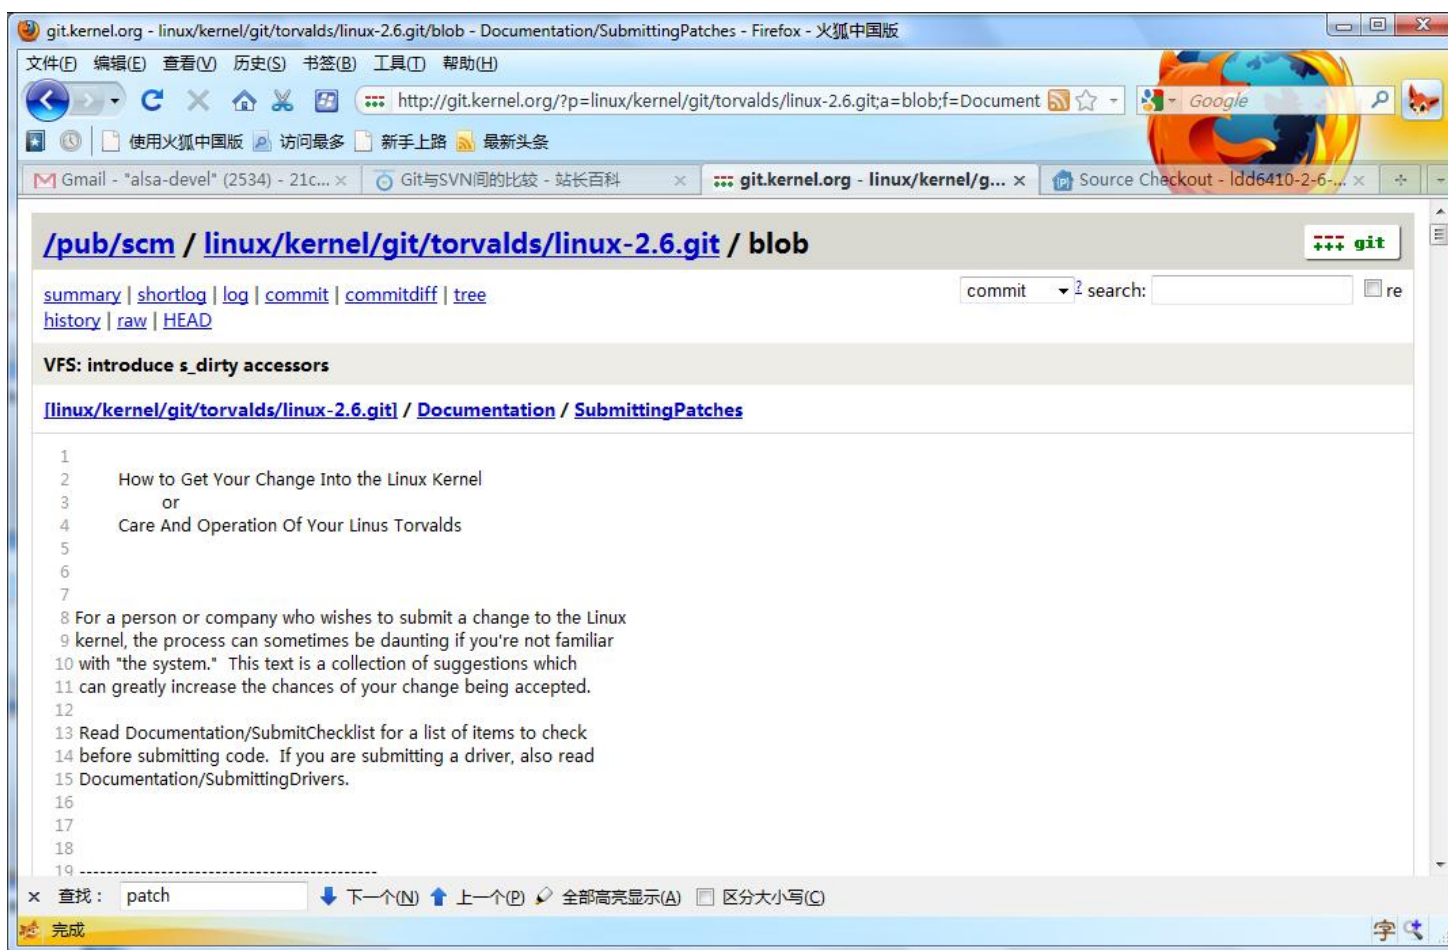 git.kernel.org - linux/kernel/git/torvalds/linux-2.6.git/blob - Documentation/SubmittingPatches - Firefox - 火狐中国版
文件(F) 编辑(E) 查看(V) 历史(S) 书签(B) 工具(T) 帮助(H)
http://git.kernel.org/?p=linux/kernel/git/torvalds/linux-2.6.git;a=blob;f=Document Google
使用火狐中国版 访问最多 新手上路 最新头条
Gmail - "alsa-devel" (2534) - 21c... Git与SVN间的比较 - 站长百科 git.kernel.org - linux/kernel/g... Source Checkout - ldd6410-2-6-...
/pub/scm / linux/kernel/git/torvalds/linux-2.6.git / blob git
summary | shortlog | log | commit | commitdiff | tree commit ? search: re
history | raw | HEAD
VFS: introduce s_dirty accessors
[linux/kernel/git/torvalds/linux-2.6.git] / Documentation / SubmittingPatches
1
2 How to Get Your Change Into the Linux Kernel
3 or
4 Care And Operation Of Your Linus Torvalds
5
6
7
8 For a person or company who wishes to submit a change to the Linux
9 kernel, the process can sometimes be daunting if you're not familiar
10 with "the system." This text is a collection of suggestions which
11 can greatly increase the chances of your change being accepted.
12
13 Read Documentation/SubmitChecklist for a list of items to check
14 before submitting code. If you are submitting a driver, also read
15 Documentation/SubmittingDrivers.
16
17
18
19 --------------------------------------------
查找： patch 下一个(N) 上一个(P) 全部高亮显示(A) 区分大小写(C)
完成 字